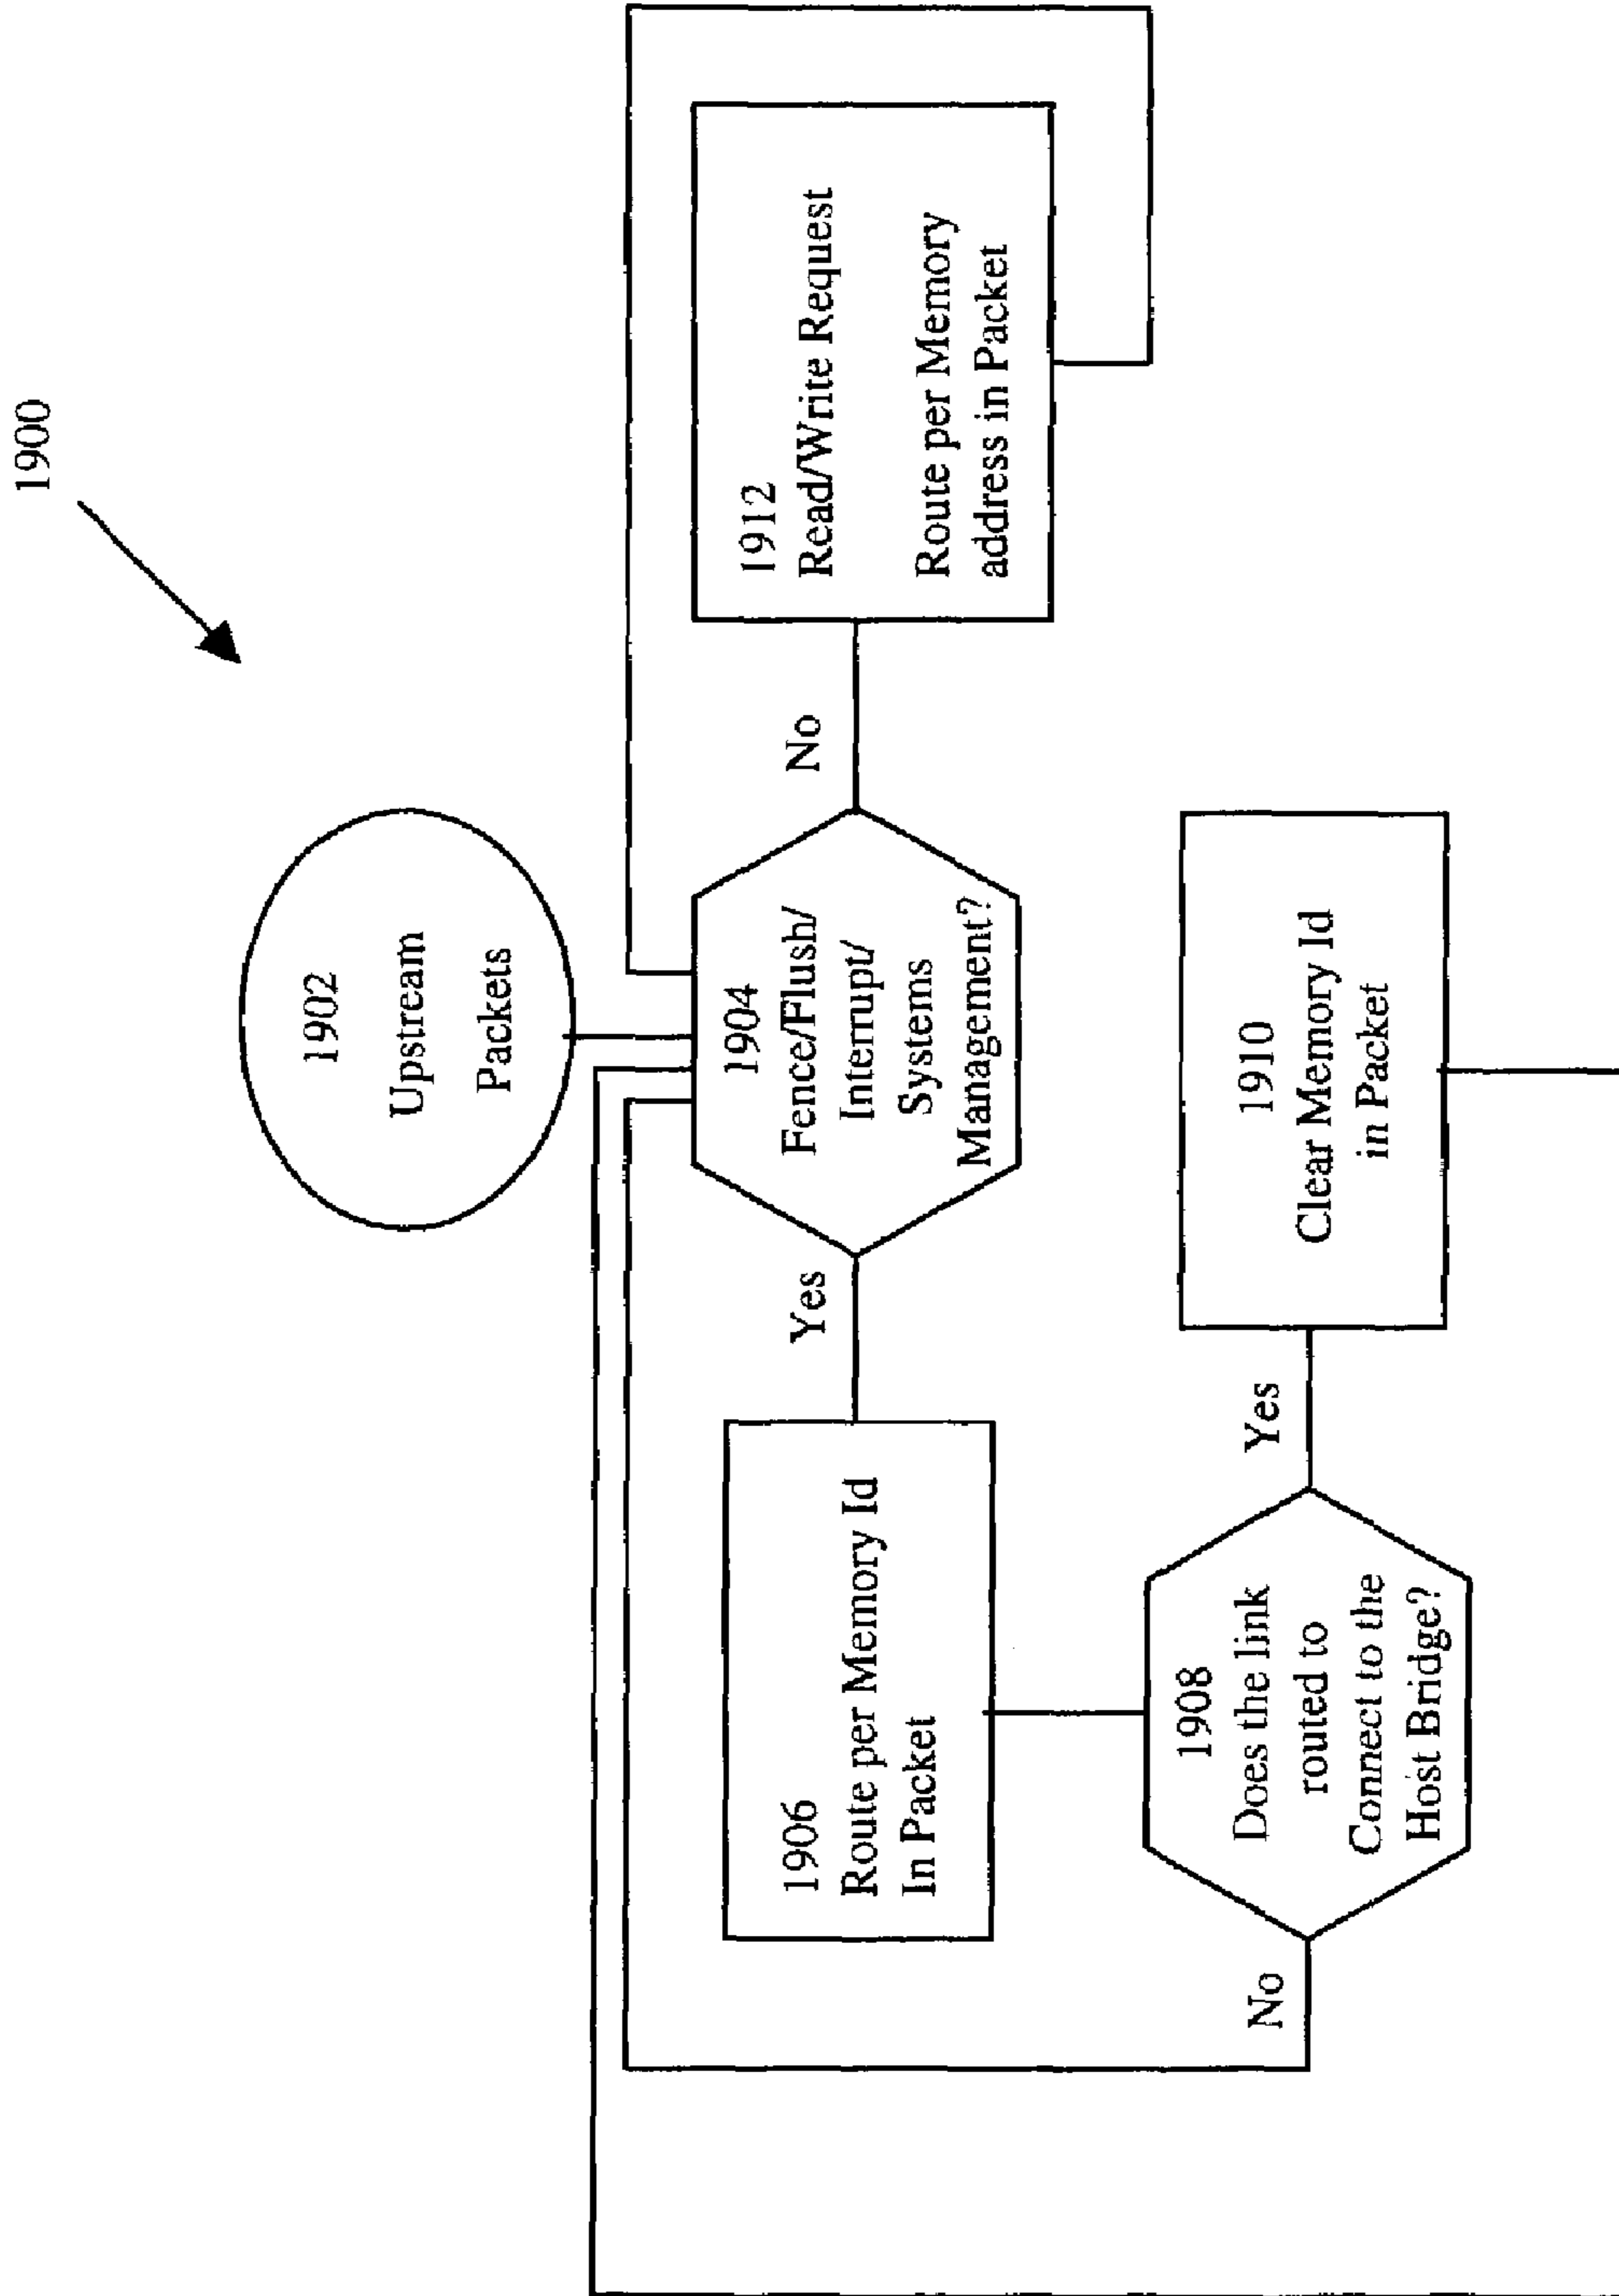 1900
1902
Upstream
Packets
1904
Fence/Flush/
Interrupt/
Systems
Management?
Yes
No
1906
Route per Memory Id
In Packet
1912
Read/Write Request
Route per Memory
address in Packet
1908
Does the link
routed to
Connect to the
Host Bridge?
No
Yes
1910
Clear Memory Id
in Packet